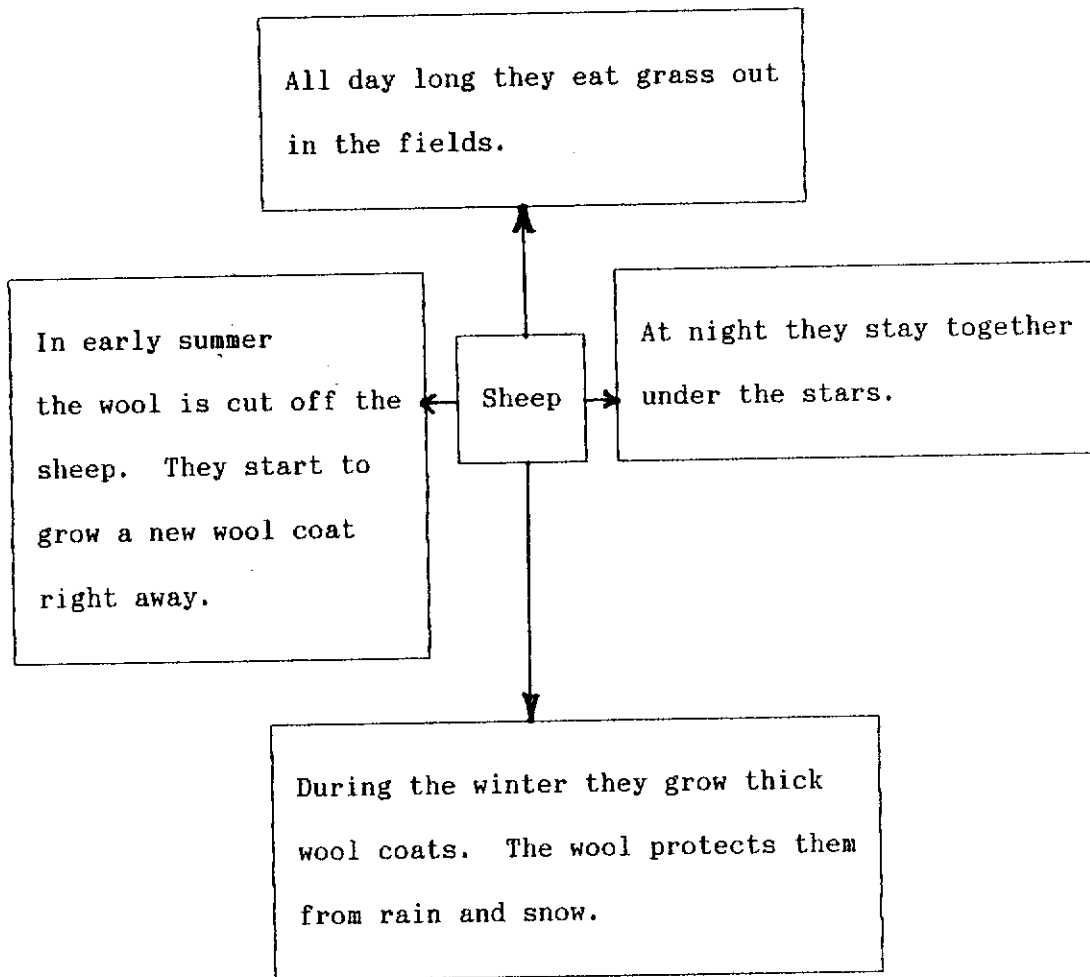 All day long they eat grass out
in the fields.
In early summer
the wool is cut off the
sheep. They start to
grow a new wool coat
right away.
Sheep
At night they stay together
under the stars.
During the winter they grow thick
wool coats. The wool protects them
from rain and snow.